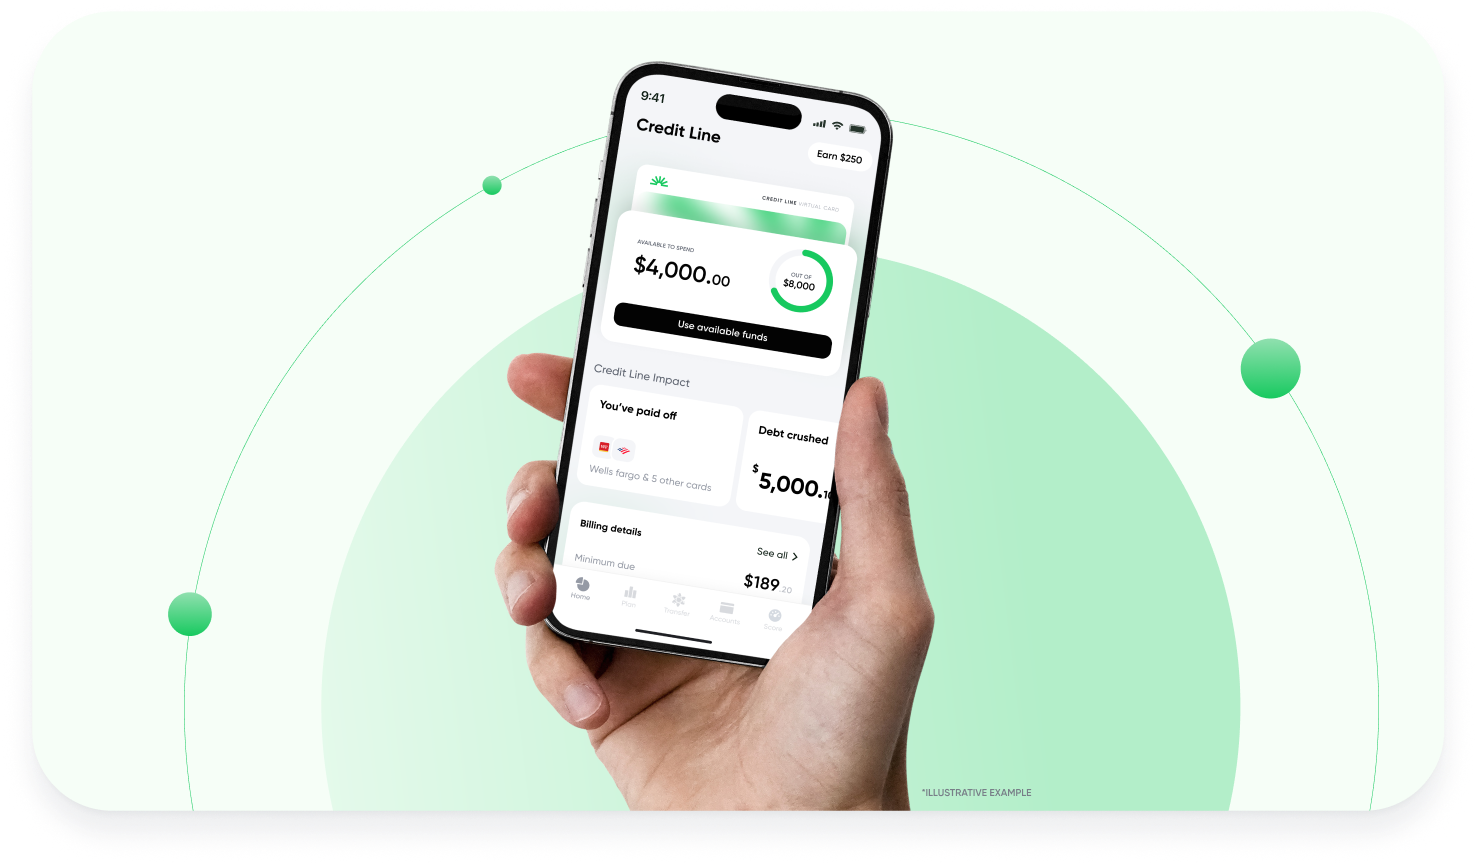 9:41
Credit Line
Earn $250
CREDIT LINE VIRTUAL CARD
AVAILABLE TO SPEND
$4,000.00
OUT OF
$8,000
Use available funds
Credit Line Impact
You've paid off
Wells fargo & 5 other cards
Debt crushed
$5,000.10
Billing details
See all
Minimum due
$189.20
Home
Plan
Transfer
Accounts
Score
*ILLUSTRATIVE EXAMPLE